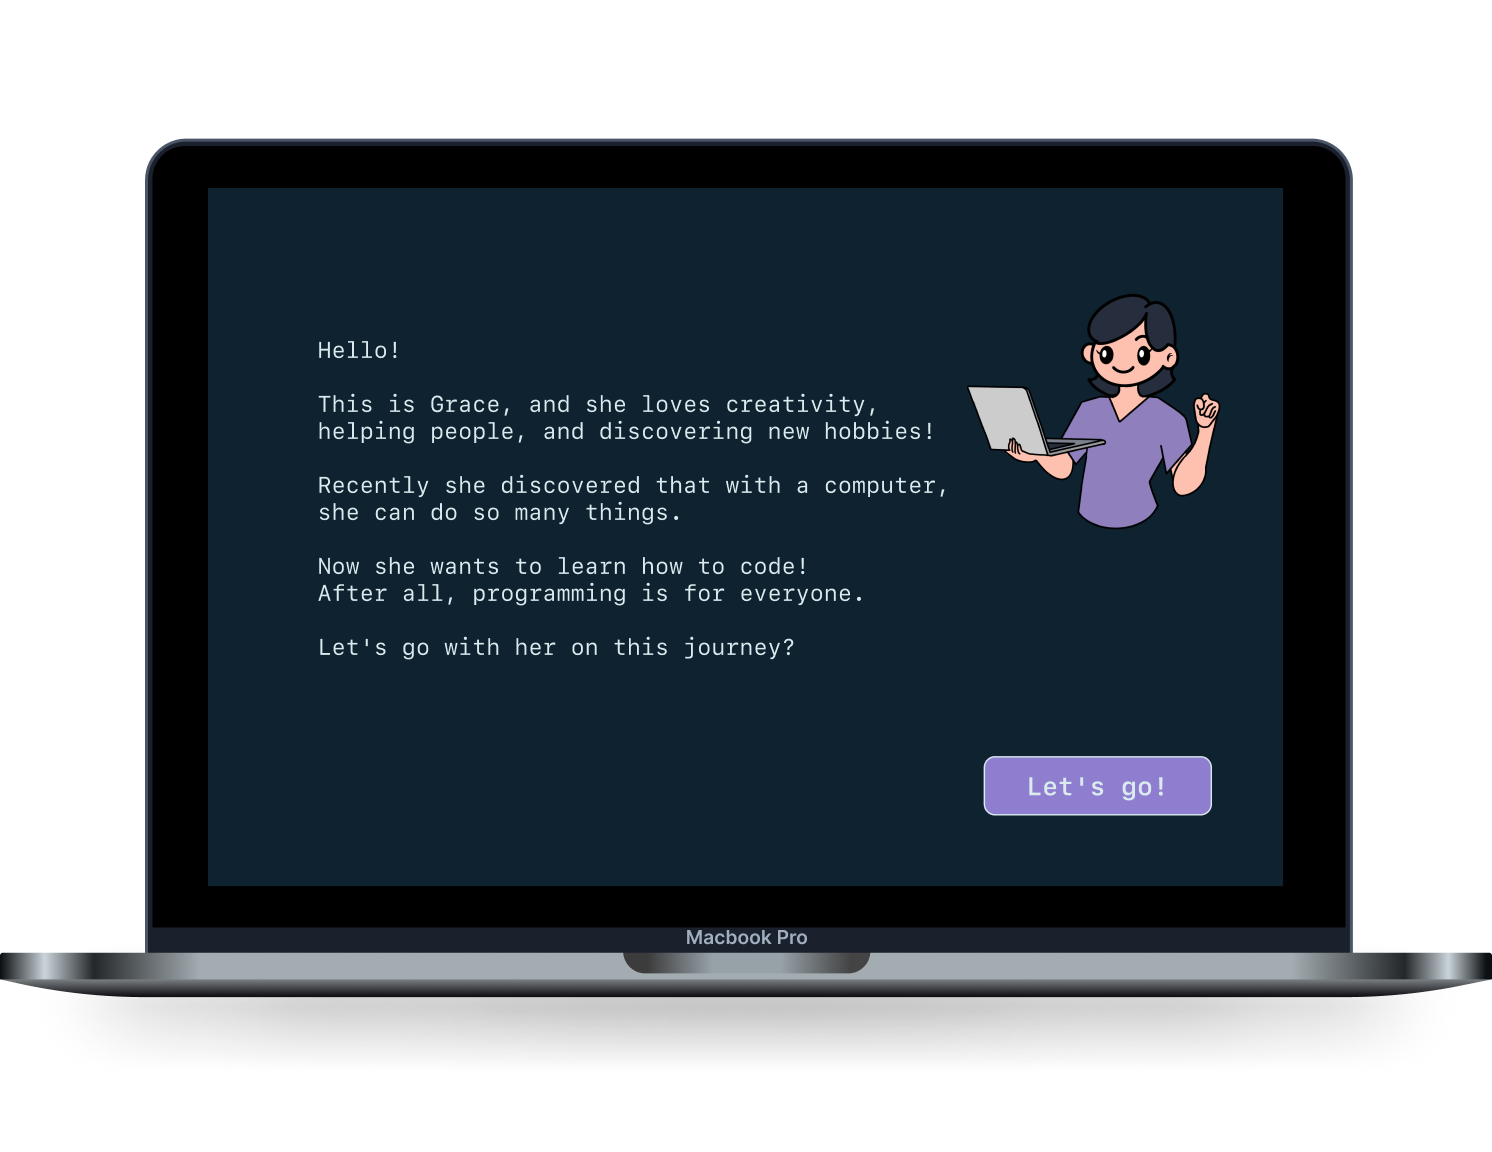 Hello!
This is Grace, and she loves creativity,
helping people, and discovering new hobbies!
Recently she discovered that with a computer,
she can do so many things.
Now she wants to learn how to code!
After all, programming is for everyone.
Let's go with her on this journey?
Let's go!
Macbook Pro